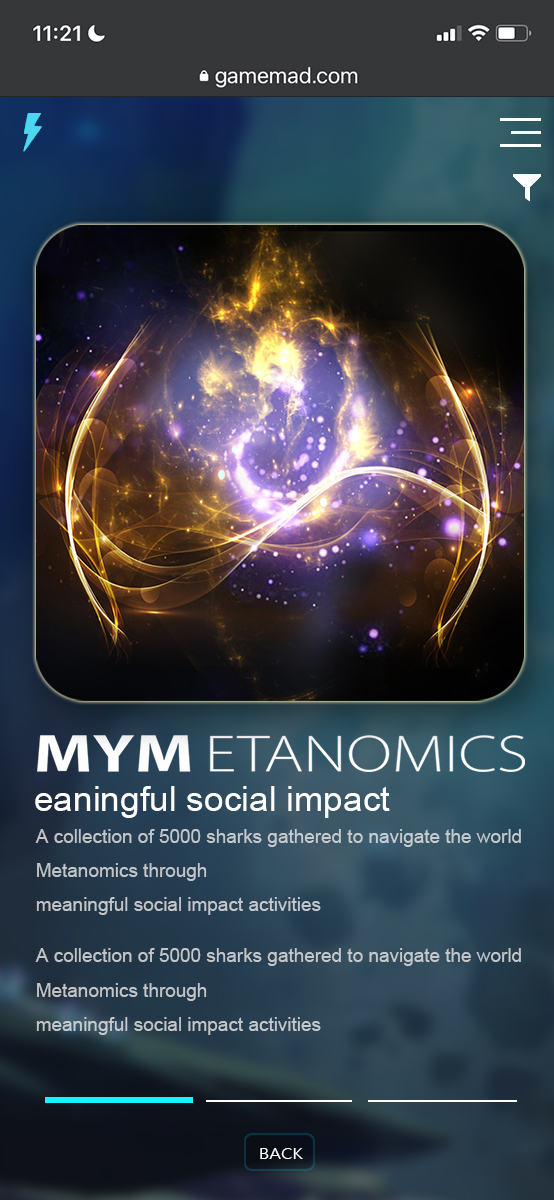 11:21
gamemad.com
MYM ETANOMICS
eaningful social impact
A collection of 5000 sharks gathered to navigate the world
Metanomics through
meaningful social impact activities
A collection of 5000 sharks gathered to navigate the world
Metanomics through
meaningful social impact activities
BACK